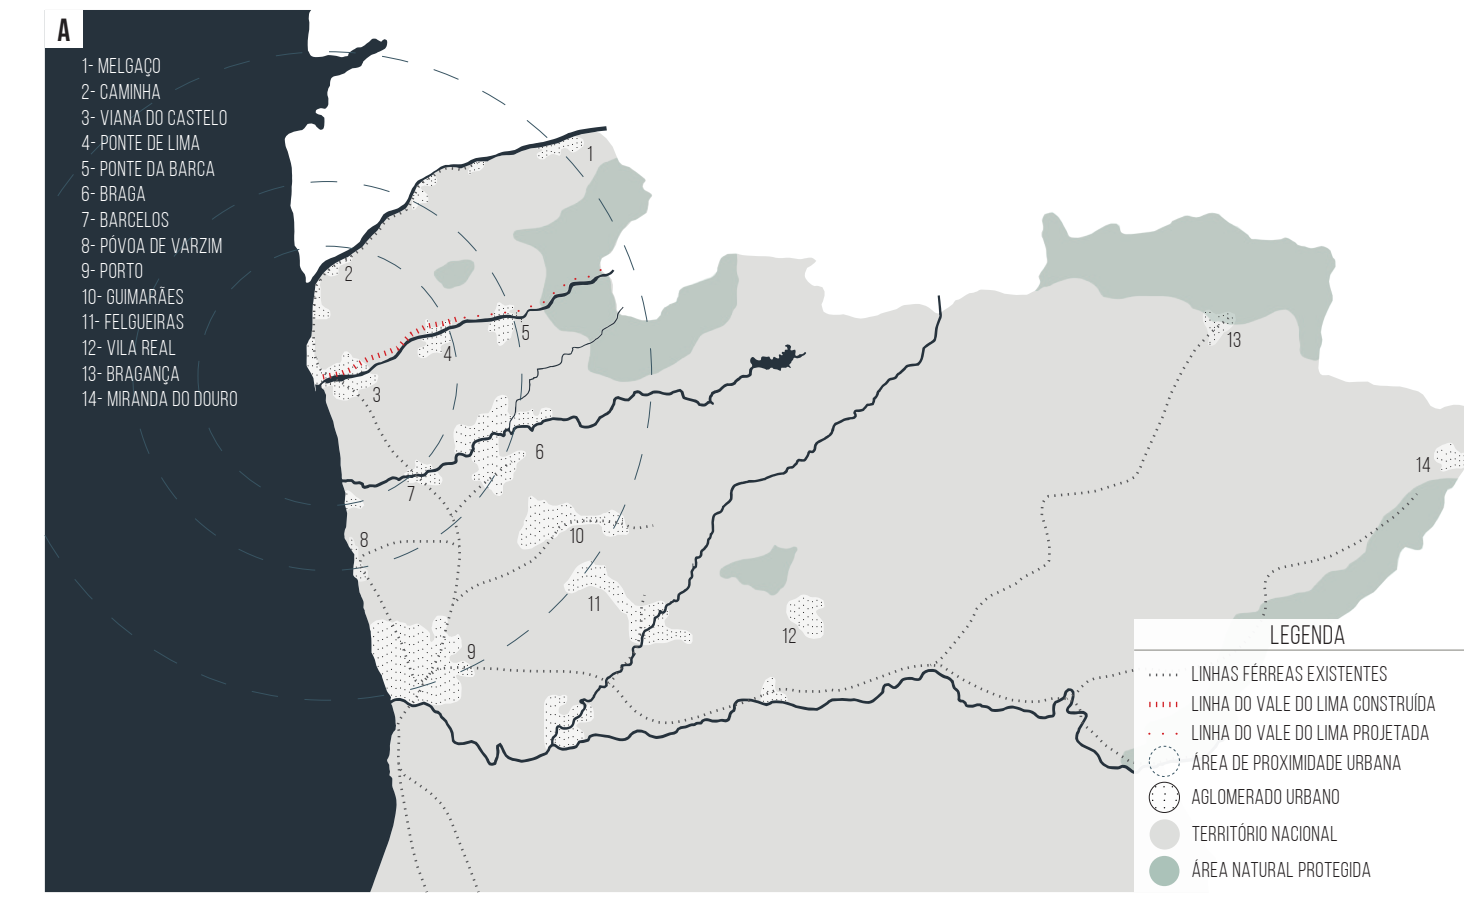 A
1- MELGAÇO
2- CAMINHA
3- VIANA DO CASTELO
4- PONTE DE LIMA
5- PONTE DA BARCA
6- BRAGA
7- BARCELOS
8- PÓVOA DE VARZIM
9- PORTO
10- GUIMARÃES
11- FELGUEIRAS
12- VILA REAL
13- BRAGANÇA
14- MIRANDA DO DOURO
1
2
3
4
5
6
7
8
9
10
11
12
13
14
LEGENDA
LINHAS FÉRREAS EXISTENTES
LINHA DO VALE DO LIMA CONSTRUÍDA
LINHA DO VALE DO LIMA PROJETADA
ÁREA DE PROXIMIDADE URBANA
AGLOMERADO URBANO
TERRITÓRIO NACIONAL
ÁREA NATURAL PROTEGIDA